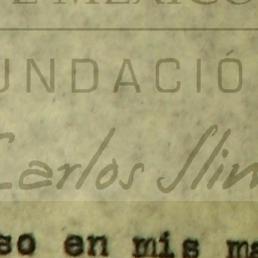 E MÉXICO
UNDACIÓ
Carlos Slim
so en mis ma